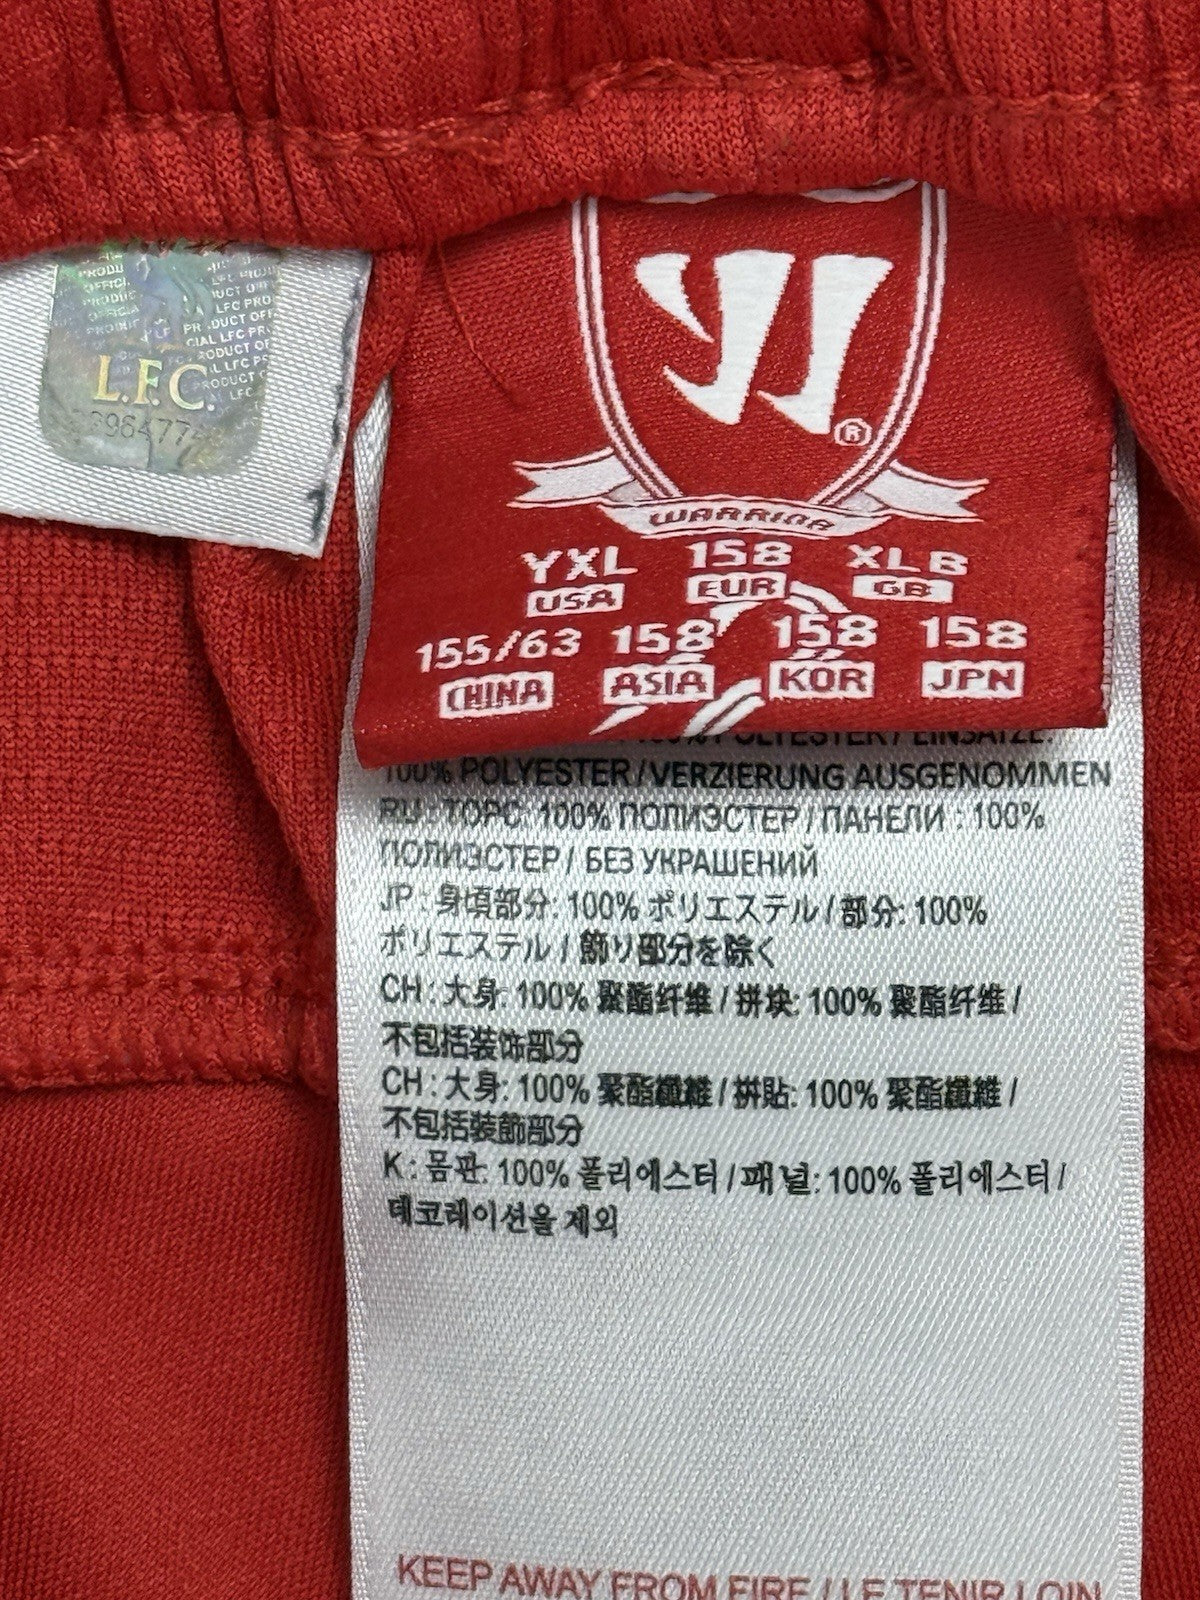 L.F.C.
®
WARRIOR
YXL 158 XLB
USA EUR GB
155/63 158 158 158
CHINA ASIA KOR JPN
100% POLYESTER / EINSÄTZE:
100% POLYESTER / VERZIERUNG AUSGENOMMEN
RU : ТОРС: 100% ПОЛИЭСТЕР / ПАНЕЛИ : 100%
ПОЛИЭСТЕР / БЕЗ УКРАШЕНИЙ
JP : 身頃部分: 100% ポリエステル / 部分: 100%
ポリエステル / 飾り部分を除く
CH : 大身: 100% 聚酯纤维 / 拼块: 100% 聚酯纤维 /
不包括装饰部分
CH : 大身: 100% 聚酯纖維 / 拼貼: 100% 聚酯纖維 /
不包括裝飾部分
K : 몸판: 100% 폴리에스터 / 패널: 100% 폴리에스터 /
데코레이션을 제외
KEEP AWAY FROM FIRE / LE TENIR LOIN